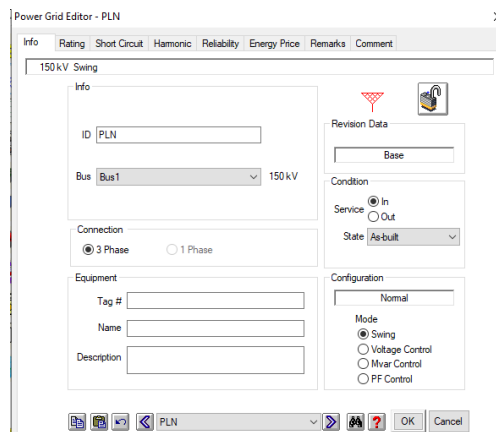 Power Grid Editor - PLN
Info Rating Short Circuit Harmonic Reliability Energy Price Remarks Comment
150 kV Swing
Info
ID PLN
Bus Bus1 150 kV
Revision Data
Base
Condition
Service In
Out
State As-built
Connection
3 Phase 1 Phase
Equipment
Tag #
Name
Description
Configuration
Normal
Mode
Swing
Voltage Control
Mvar Control
PF Control
PLN ? OK Cancel